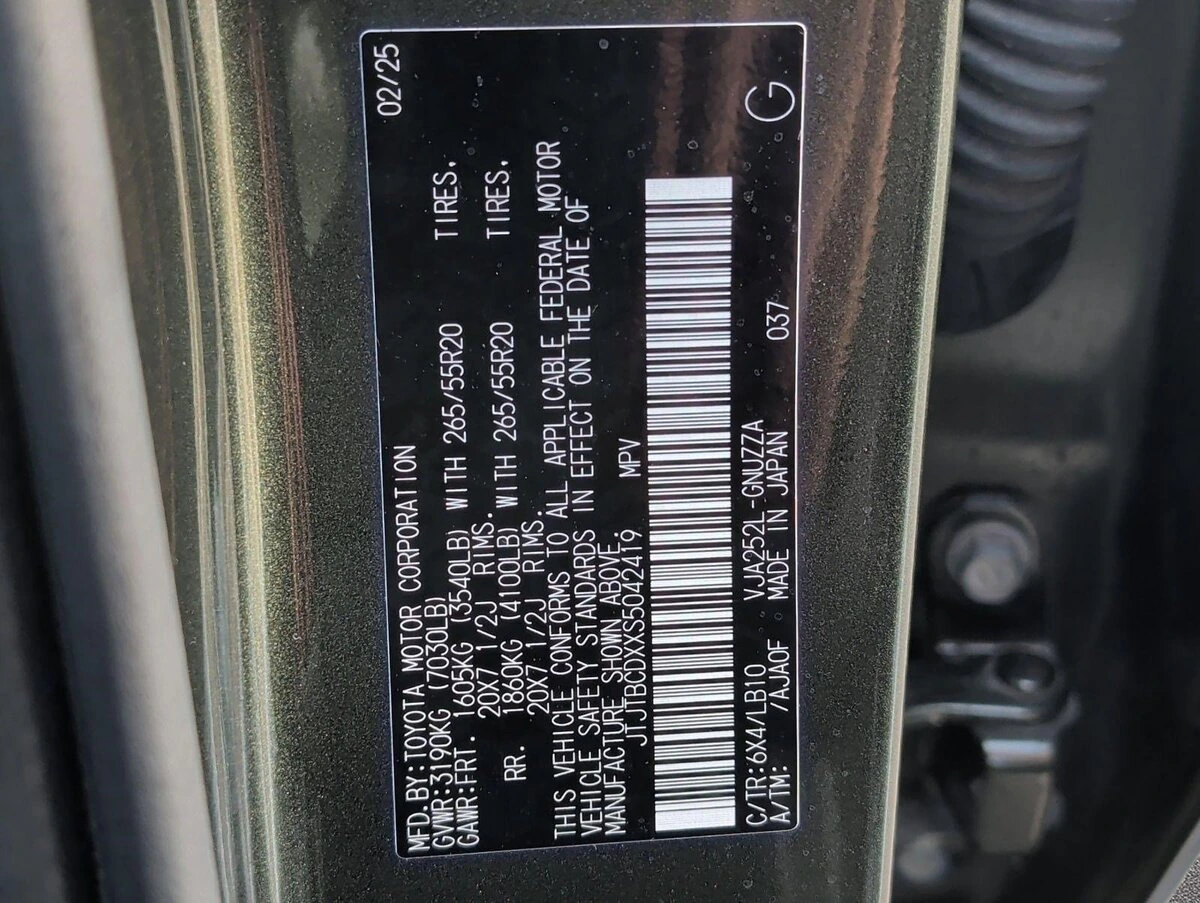 MFD.BY:TOYOTA MOTOR CORPORATION 02/25
GVWR:3190KG (7030LB)
GAWR:FRT. 1605KG (3540LB) WITH 265/55R20 TIRES.
20X7 1/2J RIMS.
RR. 1860KG (4100LB) WITH 265/55R20 TIRES.
20X7 1/2J RIMS.
THIS VEHICLE CONFORMS TO ALL APPLICABLE FEDERAL MOTOR
VEHICLE SAFETY STANDARDS IN EFFECT ON THE DATE OF
MANUFACTURE SHOWN ABOVE.
JTJTBCDXXS5042419 MPV
C/TR:6X4/LB10 VJA252L-GNUZZA 037 G
A/TM: /AJA0F MADE IN JAPAN